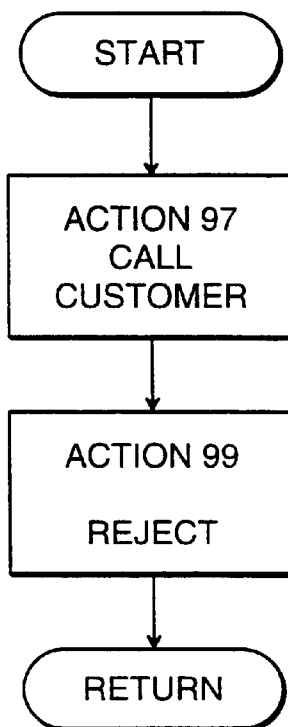 START
ACTION 97
CALL
CUSTOMER
ACTION 99
REJECT
RETURN